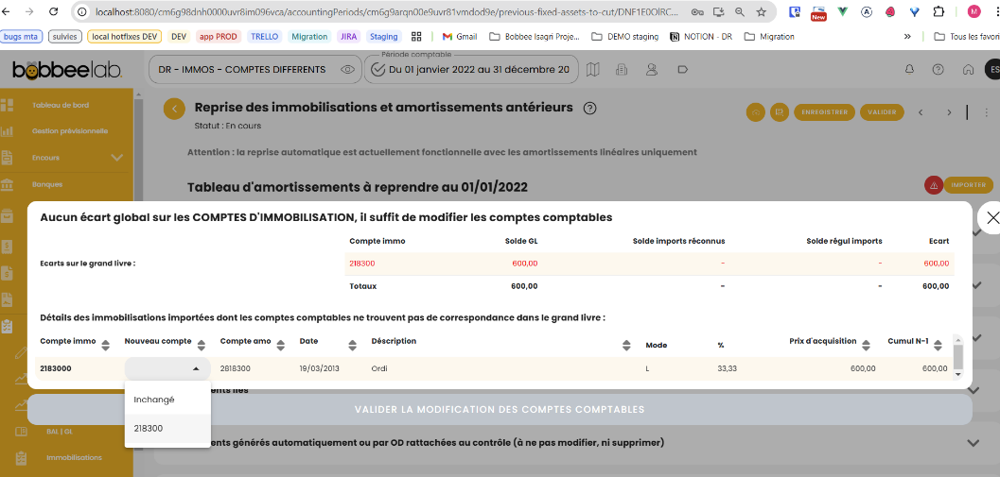 localhost:8080/cm6g98dnh0000uvr8im096vca/accountingPeriods/cm6g9arqn00e9uvr81vmdod9e/previous-fixed-assets-to-cut/DNF1E0OlRC...
New
M
bugs mta
suivies
local hotfixes DEV
DEV
app PROD
TRELLO
Migration
JIRA
Staging
Gmail
Bobbee Isagri Proje...
DEMO staging
NOTION - DR
Migration
»
Tous les favori
bobbeelab.
DR - IMMOS - COMPTES DIFFERENTS
Période comptable
Du 01 janvier 2022 au 31 décembre 20
ES
Tableau de bord
Gestion prévisionnelle
Encours
Banques
Reprise des immobilisations et amortissements antérieurs
Statut : En cours
ENREGISTRER
VALIDER
Attention : la reprise automatique est actuellement fonctionnelle avec les amortissements linéaires uniquement
Tableau d'amortissements à reprendre au 01/01/2022
IMPORTER
Aucun écart global sur les COMPTES D'IMMOBILISATION, il suffit de modifier les comptes comptables
Compte immo Solde GL Solde imports réconnus Solde régul imports Ecart
Ecarts sur le grand livre : 218300 600,00 - - 600,00
Totaux 600,00 - - 600,00
Détails des immobilisations importées dont les comptes comptables ne trouvent pas de correspondance dans le grand livre :
Compte immo Nouveau compte Compte amo Date Déscription Mode % Prix d'acquisition Cumul N-1
2183000 2818300 19/03/2013 Ordi L 33,33 600,00 600,00
Inchangé
218300
ents liés
VALIDER LA MODIFICATION DES COMPTES COMPTABLES
BAL | GL
ents générés automatiquement ou par OD rattachées au contrôle (à ne pas modifier, ni supprimer)
Immobilisations